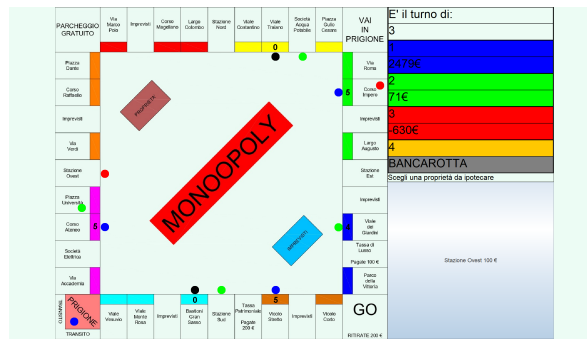 PARCHEGGIO
GRATUITO
Via
Marco
Polo
Imprevisti
Corso
Magellano
Largo
Colombo
Stazione
Nord
Viale
Costantino
Viale
Traiano
0
Società
Acqua
Potabile
Piazza
Giulio
Cesare
VAI
IN
PRIGIONE
Piazza
Dante
Corso
Raffaello
Imprevisti
Via
Verdi
Stazione
Ovest
Piazza
Università
Corso
Ateneo
5
Società
Elettrica
Via
Accademia
PROPRIETA'
MONOOPOLY
IMPREVISTI
Via
Roma
5
Corso
Impero
Imprevisti
Largo
Augusto
Stazione
Est
Imprevisti
4
Viale
dei
Giardini
Tassa di
Lusso
Pagate 100 €
Parco
della
Vittoria
TRANSITO
PRIGIONE
TRANSITO
Viale
Vesuvio
Viale
Monte
Rosa
Imprevisti
0
Bastioni
Gran
Sasso
Stazione
Sud
Tassa
Patrimoniale
Pagate
200 €
5
Vicolo
Stretto
Imprevisti
Vicolo
Corto
GO
RITIRATE 200 €
E' il turno di:
3
1
2479€
2
71€
3
-630€
4
BANCAROTTA
Scegli una proprietà da ipotecare
Stazione Ovest 100 €